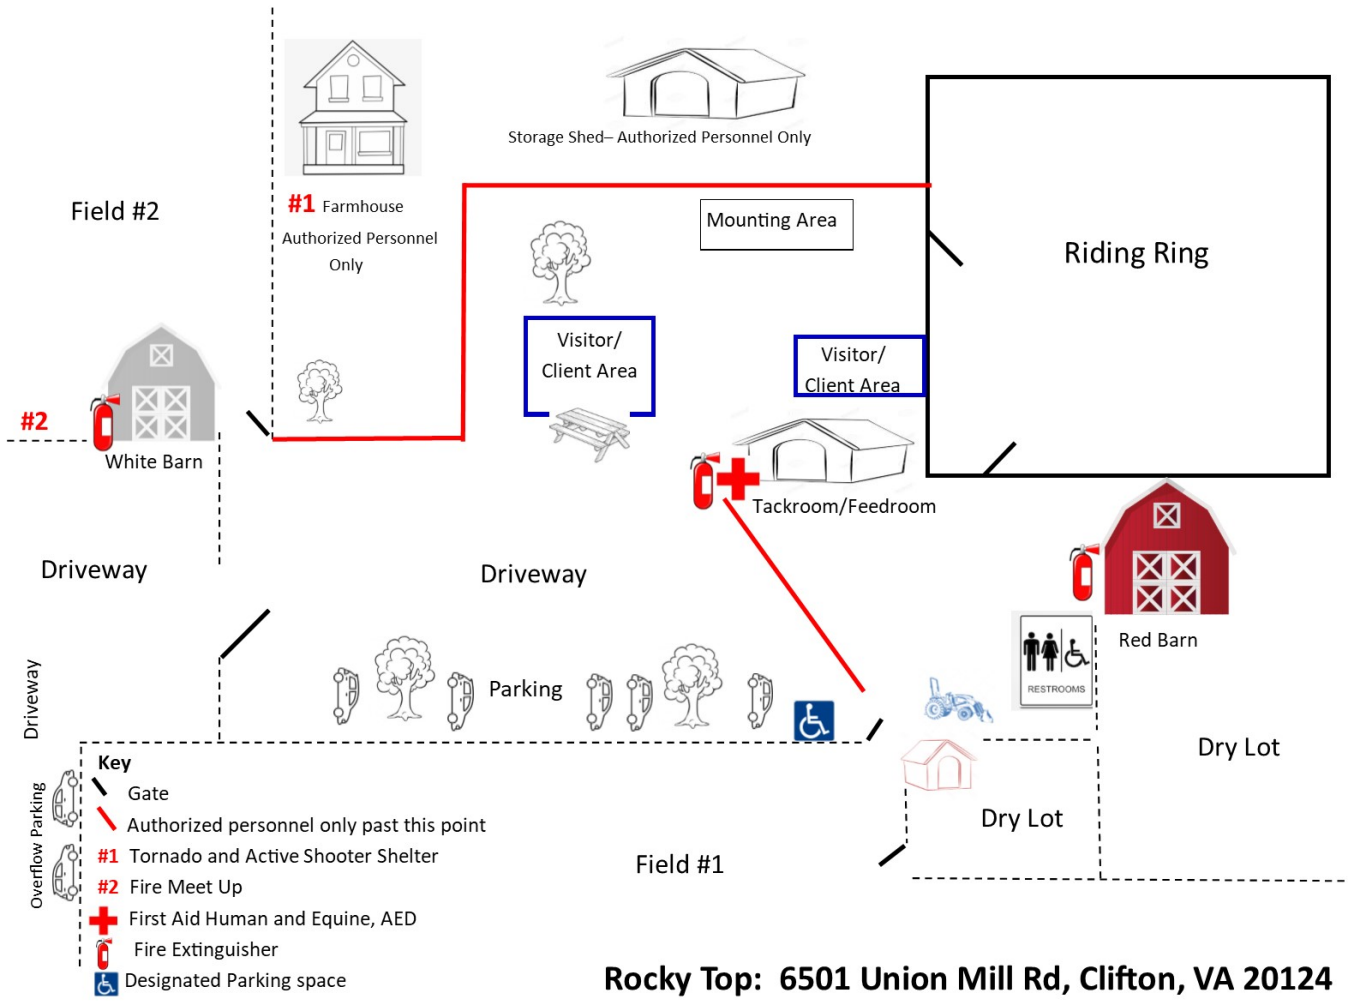 Storage Shed– Authorized Personnel Only
Field #2
#1 Farmhouse
Authorized Personnel
Only
Mounting Area
Riding Ring
Visitor/
Client Area
Visitor/
Client Area
#2
White Barn
Tackroom/Feedroom
Driveway
Driveway
Red Barn
RESTROOMS
Driveway
Parking
Dry Lot
Overflow Parking
Key
Gate
Authorized personnel only past this point
#1 Tornado and Active Shooter Shelter
#2 Fire Meet Up
First Aid Human and Equine, AED
Fire Extinguisher
Designated Parking space
Dry Lot
Field #1
Rocky Top: 6501 Union Mill Rd, Clifton, VA 20124